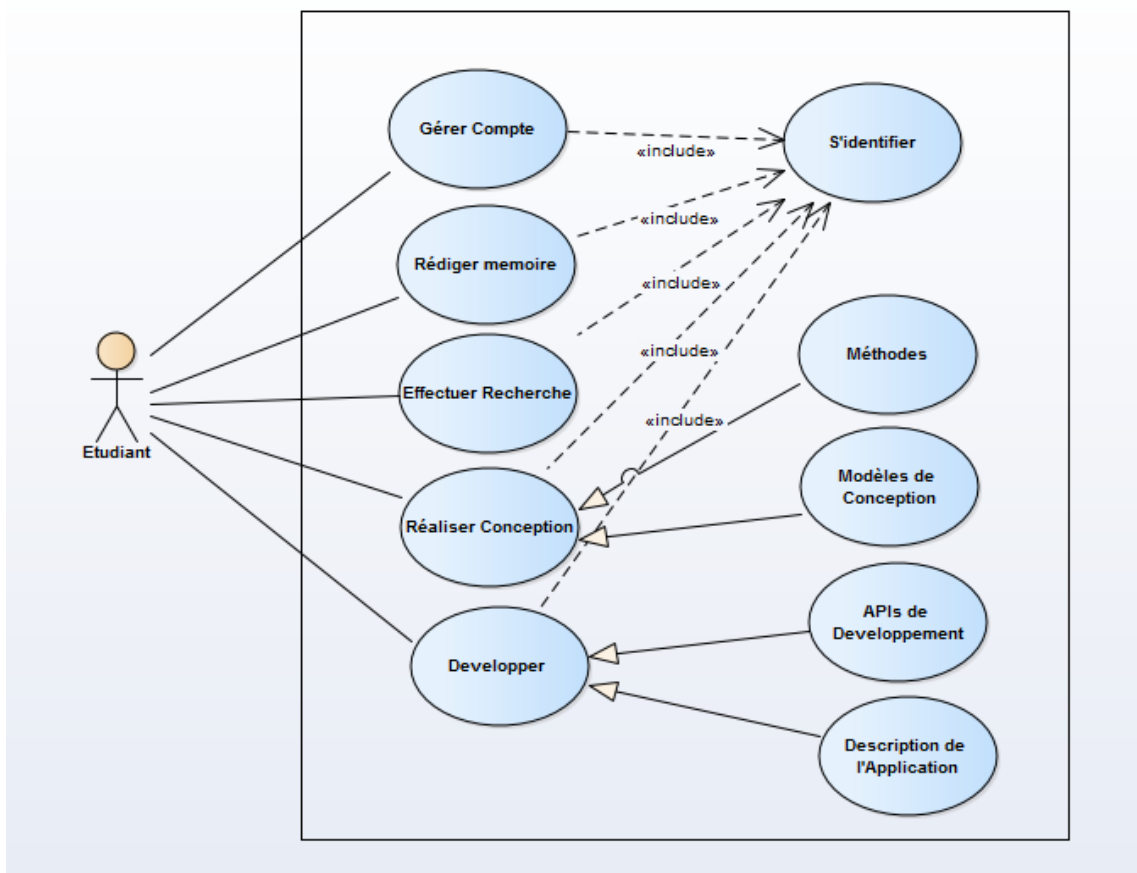 Gérer Compte
S'identifier
«include»
«include»
Rédiger memoire
«include»
Effectuer Recherche
«include»
Méthodes
«include»
Etudiant
Modèles de
Conception
Réaliser Conception
APIs de
Developpement
Developper
Description de
l'Application